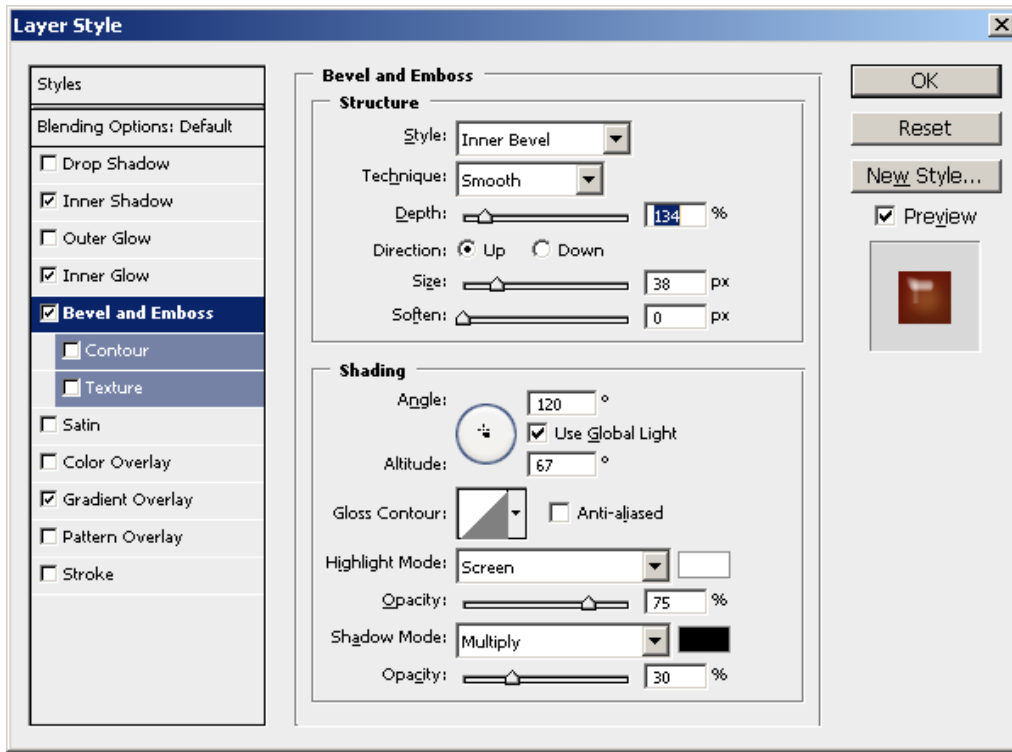 Layer Style
Styles
Blending Options: Default
Drop Shadow
Inner Shadow
Outer Glow
Inner Glow
Bevel and Emboss
Contour
Texture
Satin
Color Overlay
Gradient Overlay
Pattern Overlay
Stroke
Bevel and Emboss
Structure
Style: Inner Bevel
Technique: Smooth
Depth: 134 %
Direction: Up Down
Size: 38 px
Soften: 0 px
Shading
Angle: 120 °
Use Global Light
Altitude: 67 °
Gloss Contour: Anti-aliased
Highlight Mode: Screen
Opacity: 75 %
Shadow Mode: Multiply
Opacity: 30 %
OK
Reset
New Style...
Preview